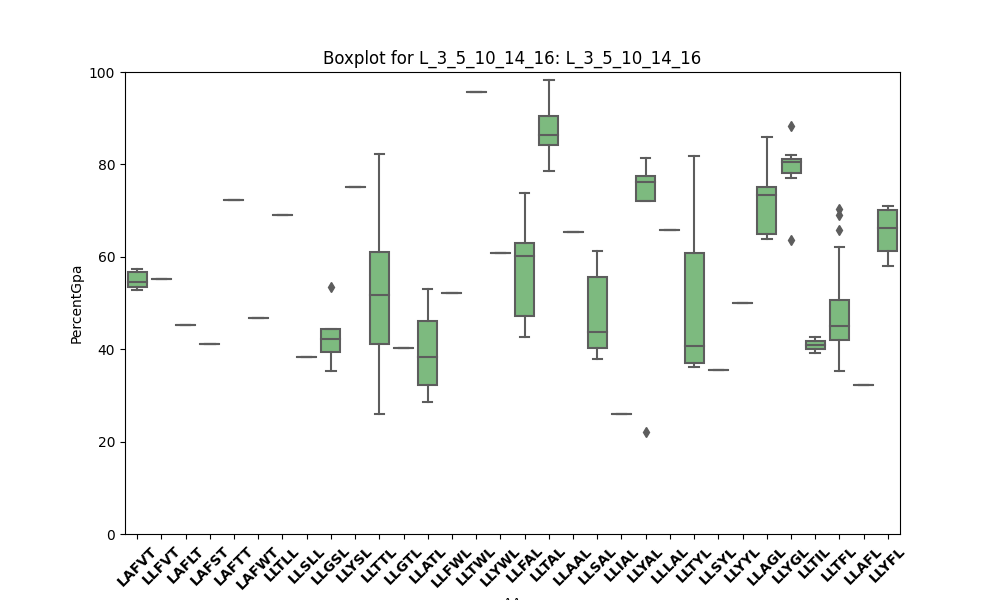 Boxplot for L_3_5_10_14_16: L_3_5_10_14_16
PercentGpa
100
80
60
40
20
0
LAFVT
LLFVT
LAFLT
LAFST
LAFTT
LAFWT
LLTLL
LLSLL
LLGSL
LLYSL
LLTTL
LLGTL
LLATL
LLFWL
LLTWL
LLYWL
LLFAL
LLTAL
LLAAL
LLSAL
LLIAL
LLYAL
LLLAL
LLTYL
LLSYL
LLYYL
LLAGL
LLYGL
LLTIL
LLTFL
LLAFL
LLYFL